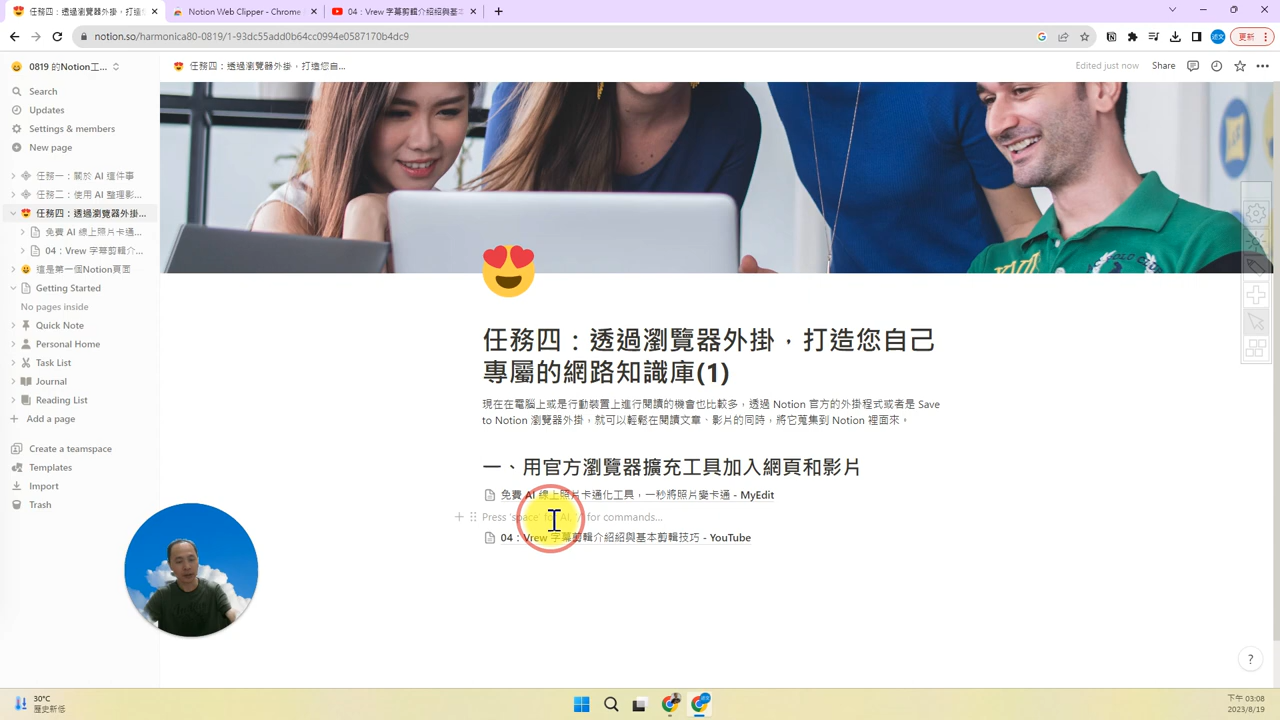 任務四：透過瀏覽器外掛，打造
Notion Web Clipper - Chrome
04：Vrew 字幕剪輯介紹紹與基本
notion.so/harmonica80-0819/1-93dc55add0b64cc0994e0587170b4dc9
更新
0819 的Notion工...
任務四：透過瀏覽器外掛，打造您自...
Edited just now
Share
Search
Updates
Settings & members
New page
任務一：關於 AI 這件事
任務二：使用 AI 整理影...
任務四：透過瀏覽器外掛...
免費 AI 線上照片卡通...
04：Vrew 字幕剪輯介...
這是第一個Notion頁面
Getting Started
No pages inside
Quick Note
Personal Home
Task List
Journal
Reading List
Add a page
Create a teamspace
Templates
Import
Trash
任務四：透過瀏覽器外掛，打造您自己
專屬的網路知識庫(1)
現在在電腦上或是行動裝置上進行閱讀的機會也比較多，透過 Notion 官方的外掛程式或者是 Save
to Notion 瀏覽器外掛，就可以輕鬆在閱讀文章、影片的同時，將它蒐集到 Notion 裡面來。
一、用官方瀏覽器擴充工具加入網頁和影片
免費 AI 線上照片卡通化工具，一秒將照片變卡通 - MyEdit
Press 'space' for AI, '/' for commands...
04：Vrew 字幕剪輯介紹紹與基本剪輯技巧 - YouTube
?
30°C
歷史新低
下午 03:08
2023/8/19